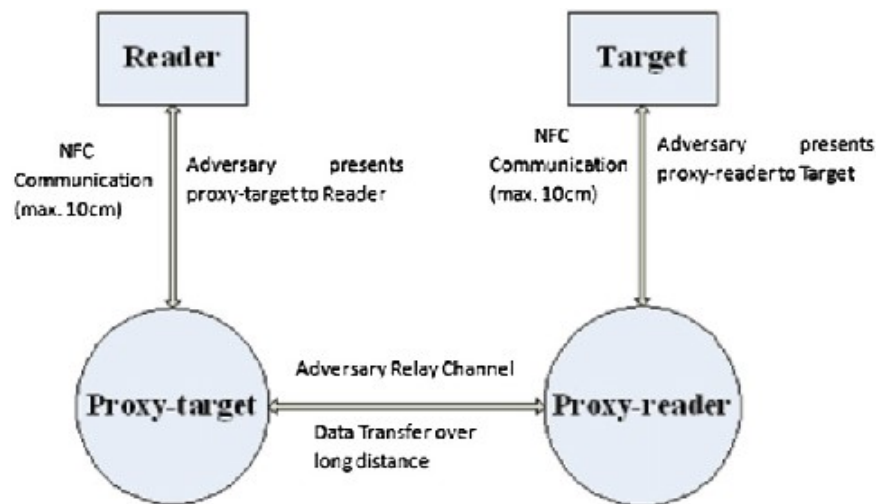 Reader
Target
NFC
Communication
(max. 10cm)
Adversary presents
proxy-target to Reader
NFC
Communication
(max. 10cm)
Adversary presents
proxy-reader to Target
Proxy-target
Adversary Relay Channel
Data Transfer over
long distance
Proxy-reader